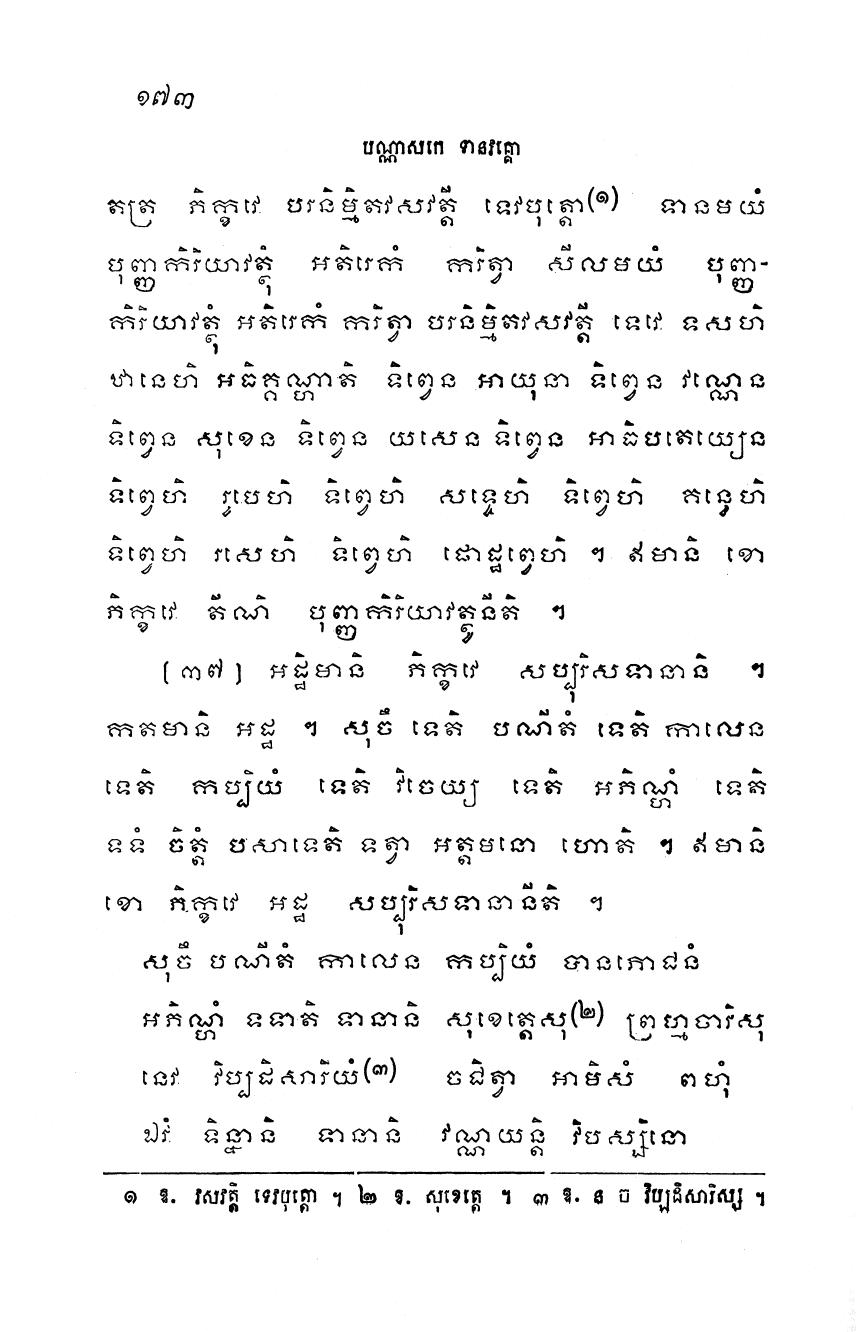 ១៧៣
បណ្ណាសកេ ទានវគ្គោ
តត្រ ភិក្ខវេ បរនិម្មិតវសវត្តី ទេវបុត្តោ(១) ទានមយំ
បុញ្ញកិរិយាវត្ថុំ អតិរេកំ ករិត្វា សីលមយំ បុញ្ញ-
កិរិយាវត្ថុំ អតិរេកំ ករិត្វា បរនិម្មិតវសវត្តី ទេវេ ទសហិ
ឋានេហិ អធិគ្គណ្ហាតិ ទិព្វេន អាយុនា ទិព្វេន វណ្ណេន
ទិព្វេន សុខេន ទិព្វេន យសេន ទិព្វេន អាធិបតេយ្យេន
ទិព្វេហិ រូបេហិ ទិព្វេហិ សទ្ទេហិ ទិព្វេហិ គន្ធេហិ
ទិព្វេហិ រសេហិ ទិព្វេហិ ផោដ្ឋព្វេហិ ។ ឥមានិ ខោ
ភិក្ខវេ តីណិ បុញ្ញកិរិយាវត្ថូនីតិ ។
[៣៧] អដ្ឋិមានិ ភិក្ខវេ សប្បុរិសទានានិ ។
កតមានិ អដ្ឋ ។ សុចឹ ទេតិ បណីតំ ទេតិ កាលេន
ទេតិ កប្បិយំ ទេតិ វិចេយ្យ ទេតិ អភិណ្ហំ ទេតិ
ទទំ ចិត្តំ បសាទេតិ ទត្វា អត្តមនោ ហោតិ ។ ឥមានិ
ខោ ភិក្ខវេ អដ្ឋ សប្បុរិសទានានីតិ ។
សុចឹ បណីតំ កាលេន កប្បិយំ បានភោជនំ
អភិណ្ហំ ទទាតិ ទានានិ សុខេត្តេសុ(២) ព្រហ្មចារិសុ
នេវ វិប្បដិសារិយំ(៣) ចជិត្វា អាមិសំ ពហុំ
ឯវំ ទិន្នានិ ទានានិ វណ្ណយន្តិ វិបស្សិនោ
១ ឱ. វសវត្តិ ទេវបុត្តោ ។ ២ ឱ. សុខេត្តេ ។ ៣ ឱ. ន ច វិប្បដិសារិស្ស ។